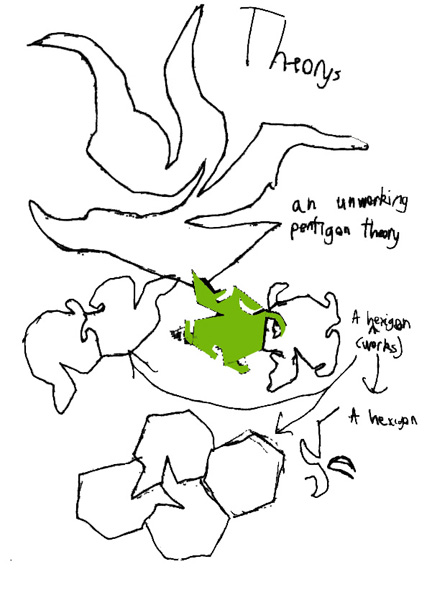 Theorys
an unworking
pentigon theory
A hexigon
(works)
A hexigon